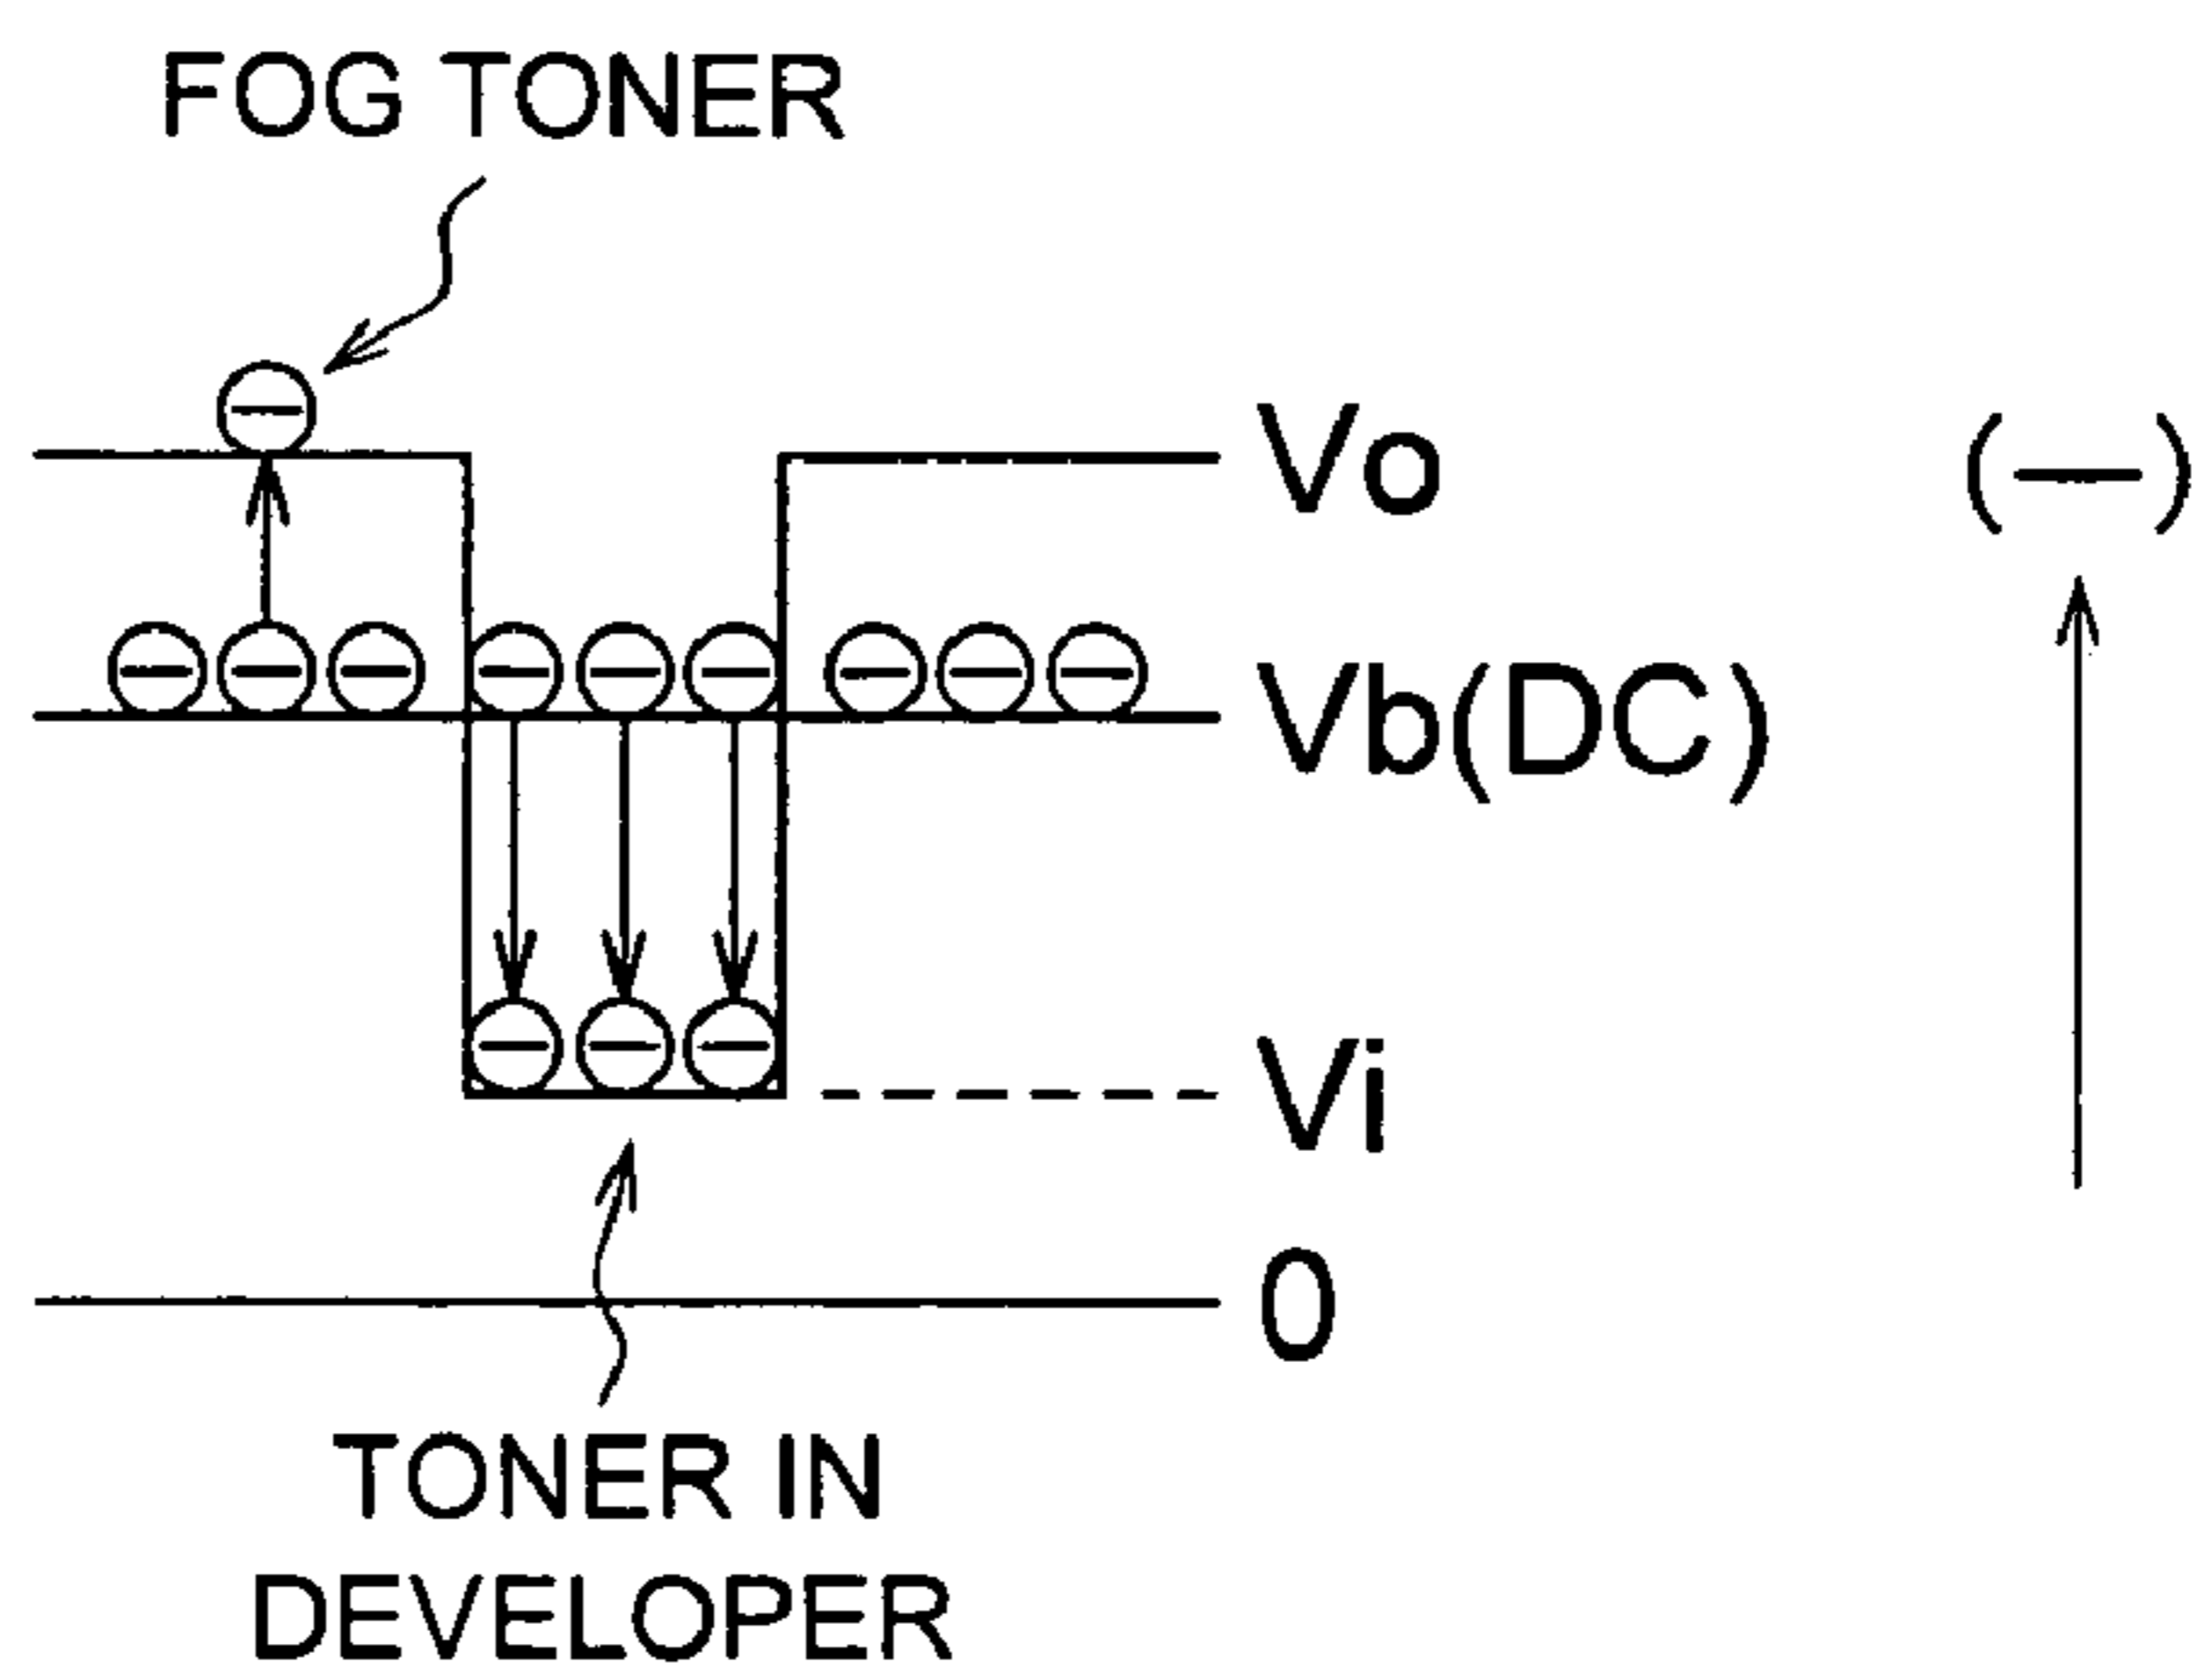 FOG TONER
Vo
(—)
Vb(DC)
Vi
0
TONER IN
DEVELOPER